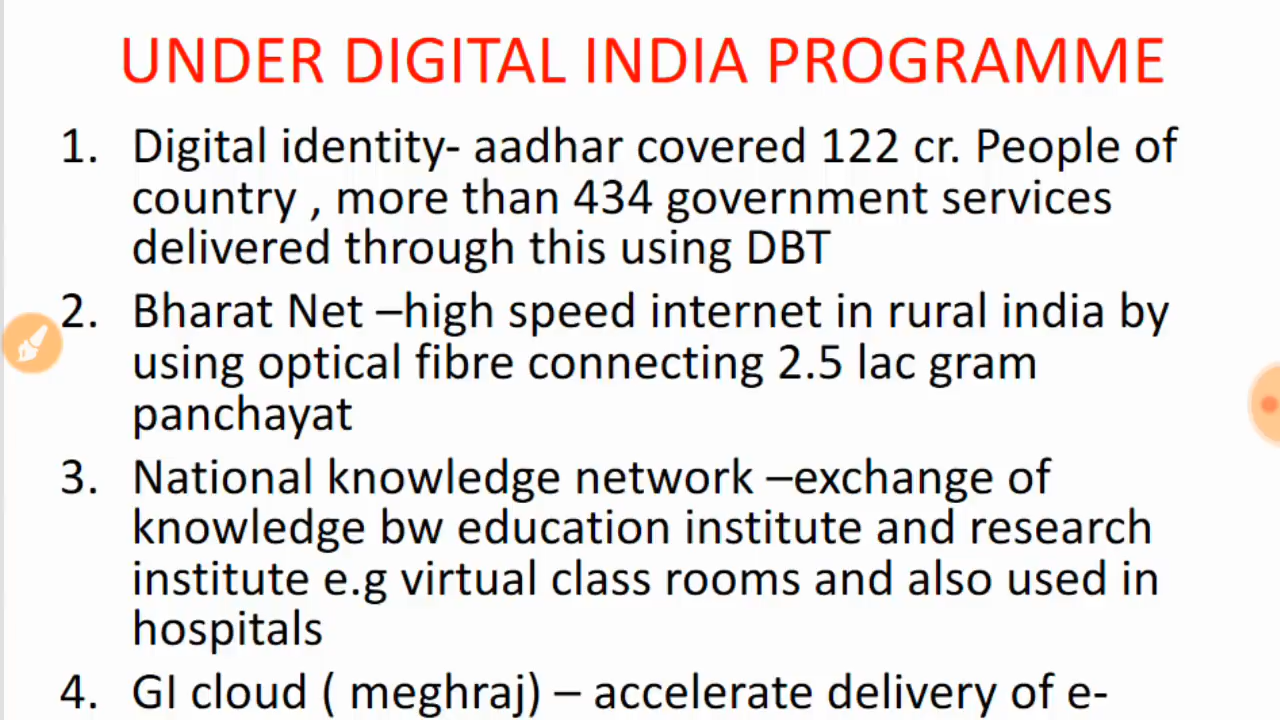 UNDER DIGITAL INDIA PROGRAMME
1. Digital identity- aadhar covered 122 cr. People of
country , more than 434 government services
delivered through this using DBT
2. Bharat Net –high speed internet in rural india by
using optical fibre connecting 2.5 lac gram
panchayat
3. National knowledge network –exchange of
knowledge bw education institute and research
institute e.g virtual class rooms and also used in
hospitals
4. GI cloud ( meghraj) – accelerate delivery of e-